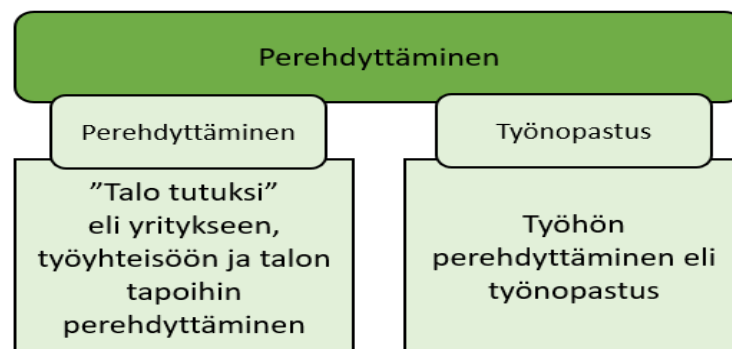 Perehdyttäminen
Perehdyttäminen
”Talo tutuksi”
eli yritykseen,
työyhteisöön ja talon
tapoihin
perehdyttäminen
Työnopastus
Työhön
perehdyttäminen eli
työnopastus